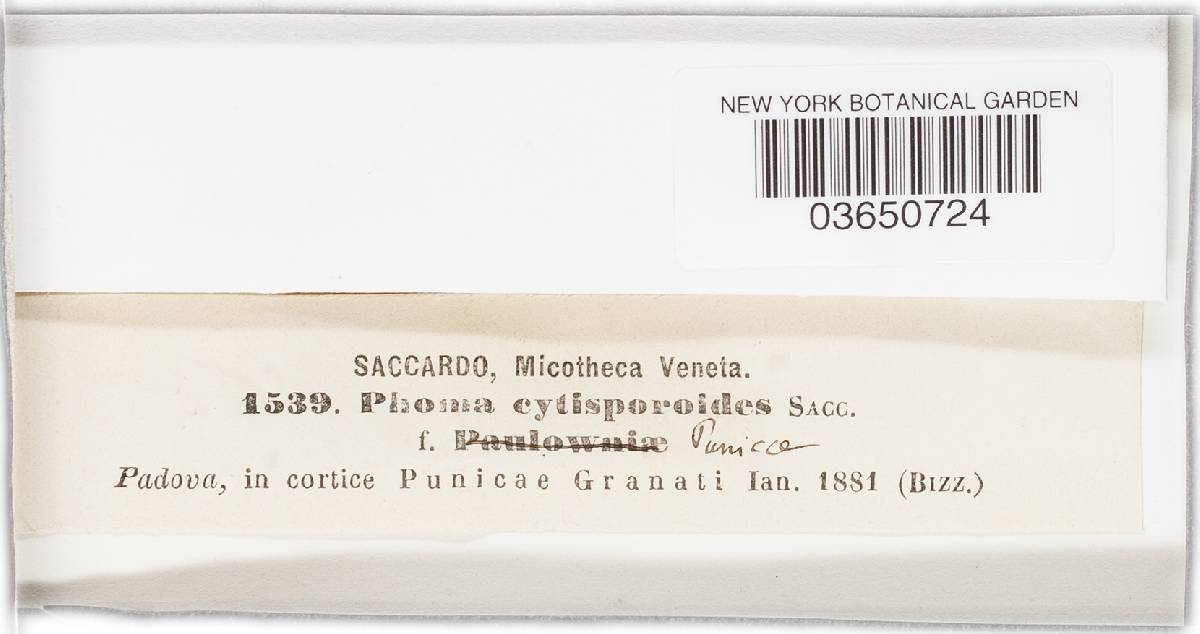 NEW YORK BOTANICAL GARDEN
03650724
SACCARDO, Micotheca Veneta.
1539. Phoma cytisporoides SACC.
f. Paulowniæ Punicae
Padova, in cortice Punicae Granati Ian. 1881 (BIZZ.)